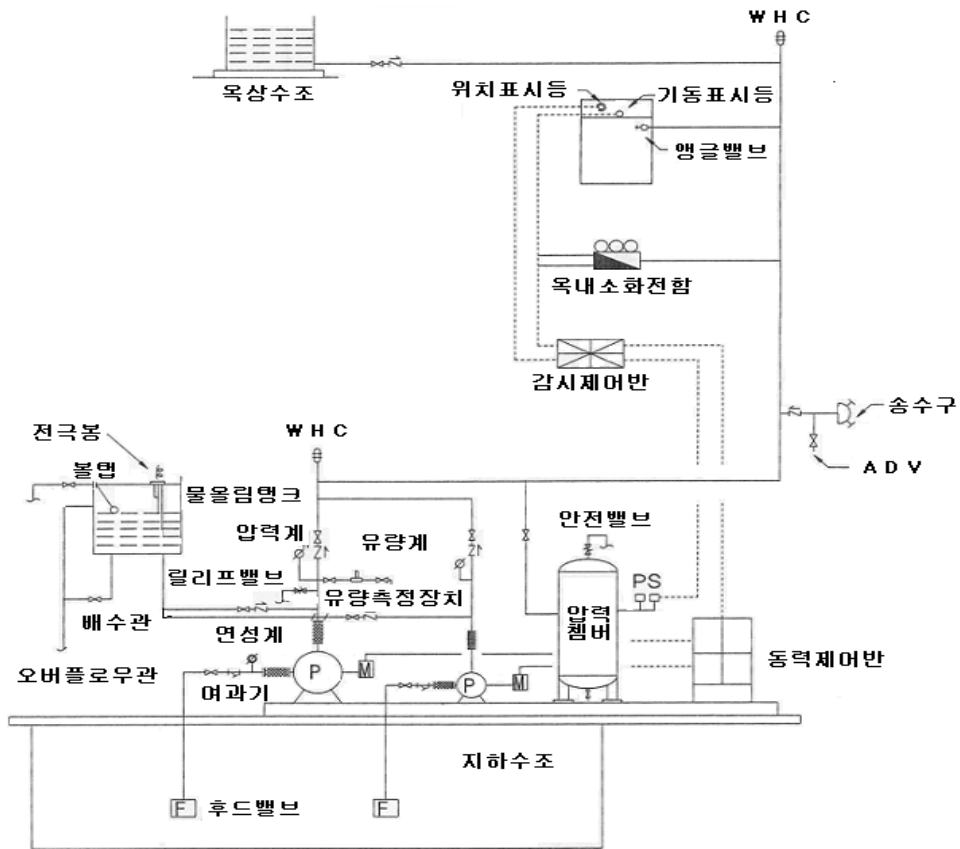 WHC
옥상수조
위치표시등
기동표시등
앵글밸브
옥내소화전함
감시제어반
송수구
ADV
전극봉
WHC
볼탭
물올림탱크
압력계
유량계
안전밸브
릴리프밸브
유량측정장치
PS
배수관
연성계
압력
쳄버
오버플로우관
여과기
P
M
P
M
동력제어반
지하수조
F
후드밸브
F